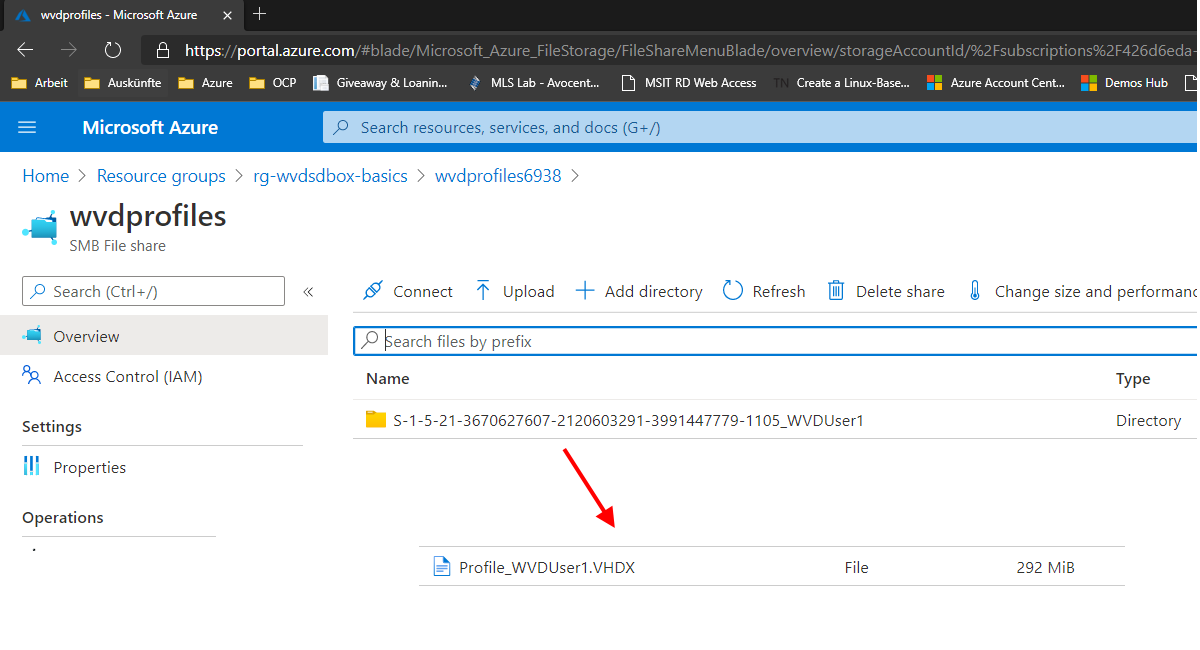 wvdprofiles - Microsoft Azure
https://portal.azure.com/#blade/Microsoft_Azure_FileStorage/FileShareMenuBlade/overview/storageAccountId/%2Fsubscriptions%2F426d6eda-
Arbeit Auskünfte Azure OCP Giveaway & Loanin... MLS Lab - Avocent... MSIT RD Web Access TN Create a Linux-Base... Azure Account Cent... Demos Hub
Microsoft Azure Search resources, services, and docs (G+/)
Home > Resource groups > rg-wvdsdbox-basics > wvdprofiles6938 >
wvdprofiles
SMB File share
Search (Ctrl+/) «
Connect Upload Add directory Refresh Delete share Change size and performanc
Overview
Search files by prefix
Access Control (IAM)
Name Type
S-1-5-21-3670627607-2120603291-3991447779-1105_WVDUser1 Directory
Settings
Properties
Operations
Profile_WVDUser1.VHDX File 292 MiB